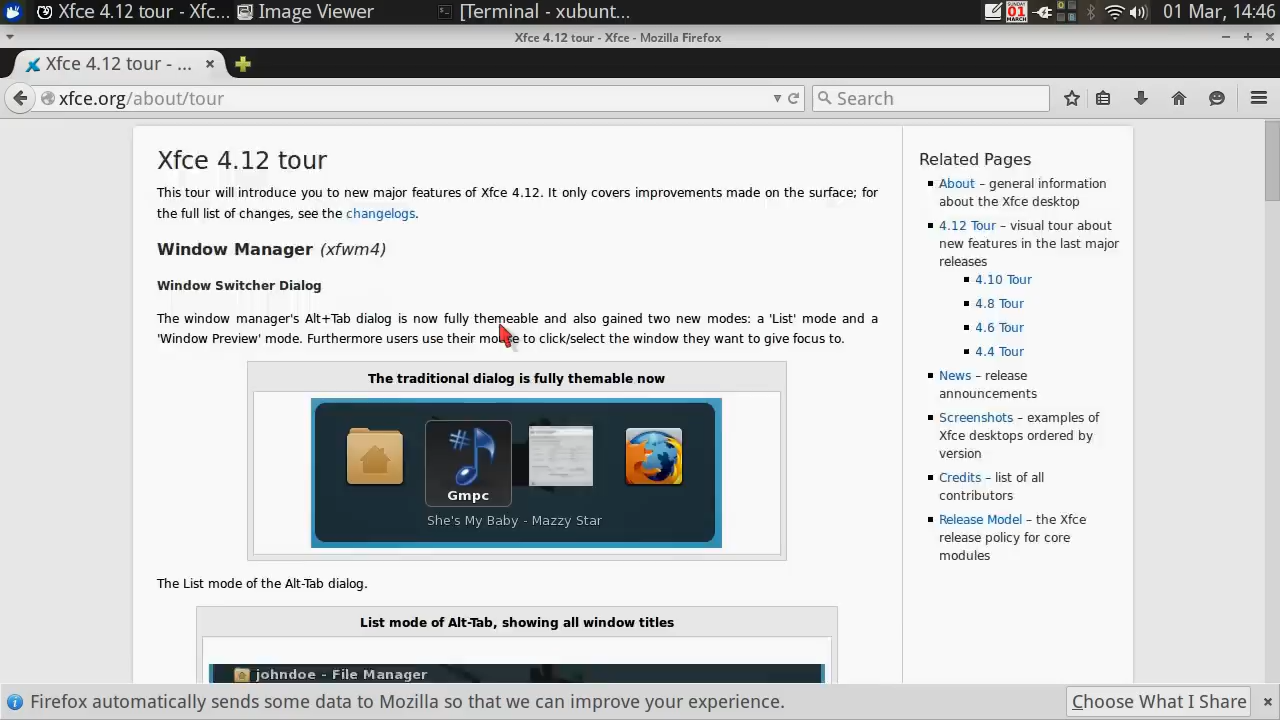 Xfce 4.12 tour - Xfc... Image Viewer [Terminal - xubunt... SUNDAY 01 MARCH 01 Mar, 14:46
Xfce 4.12 tour - Xfce - Mozilla Firefox
Xfce 4.12 tour - ...
xfce.org/about/tour Search
Xfce 4.12 tour
This tour will introduce you to new major features of Xfce 4.12. It only covers improvements made on the surface; for
the full list of changes, see the changelogs.
Window Manager (xfwm4)
Window Switcher Dialog
The window manager's Alt+Tab dialog is now fully themeable and also gained two new modes: a 'List' mode and a
'Window Preview' mode. Furthermore users use their mouse to click/select the window they want to give focus to.
The traditional dialog is fully themable now
Gmpc
She's My Baby - Mazzy Star
The List mode of the Alt-Tab dialog.
List mode of Alt-Tab, showing all window titles
johndoe - File Manager
Related Pages
About – general information
about the Xfce desktop
4.12 Tour – visual tour about
new features in the last major
releases
4.10 Tour
4.8 Tour
4.6 Tour
4.4 Tour
News – release
announcements
Screenshots – examples of
Xfce desktops ordered by
version
Credits – list of all
contributors
Release Model – the Xfce
release policy for core
modules
Firefox automatically sends some data to Mozilla so that we can improve your experience. Choose What I Share